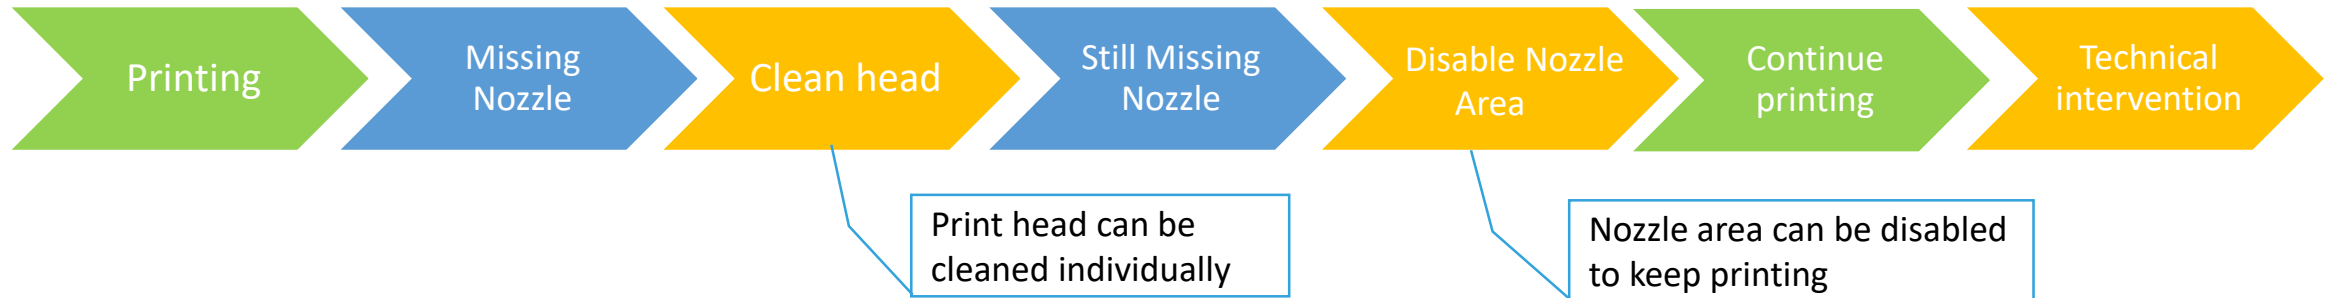 Printing
Missing
Nozzle
Clean head
Still Missing
Nozzle
Disable Nozzle
Area
Continue
printing
Technical
intervention
Print head can be
cleaned individually
Nozzle area can be disabled
to keep printing